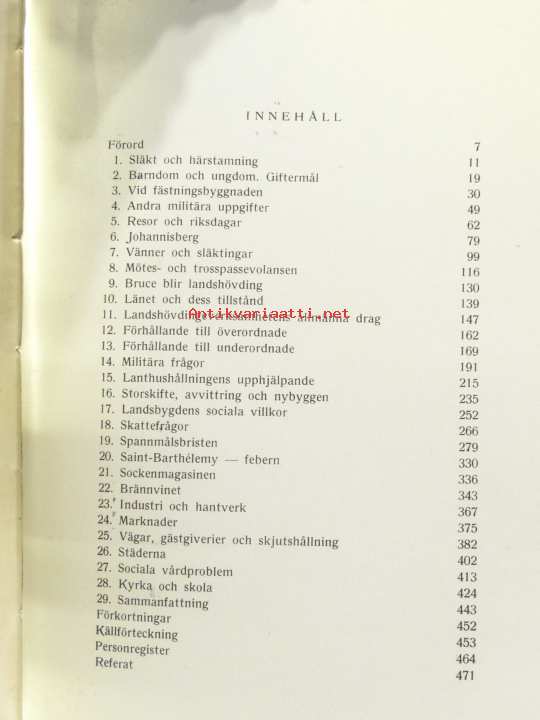 INNEHÅLL
Förord 7
1. Släkt och härstamning 11
2. Barndom och ungdom. Giftermål 19
3. Vid fästningsbyggnaden 30
4. Andra militära uppgifter 49
5. Resor och riksdagar 62
6. Johannisberg 79
7. Vänner och släktingar 99
8. Mötes- och trosspassevolansen 116
9. Bruce blir landshövding 130
10. Länet och dess tillstånd 139
Antikvariaatti.net
11. Landshövdingeverksamhetens allmänna drag 147
12. Förhållande till överordnade 162
13. Förhållande till underordnade 169
14. Militära frågor 191
15. Lanthushållningens upphjälpande 215
16. Storskifte, avvittring och nybyggen 235
17. Landsbygdens sociala villkor 252
18. Skattefrågor 266
19. Spannmålsbristen 279
20. Saint-Barthélemy — febern 330
21. Sockenmagasinen 336
22. Brännvinet 343
23. Industri och hantverk 367
24. Marknader 375
25. Vägar, gästgiverier och skjutshållning 382
26. Städerna 402
27. Sociala vårdproblem 413
28. Kyrka och skola 424
29. Sammanfattning 443
Förkortningar 452
Källförteckning 453
Personregister 464
Referat 471